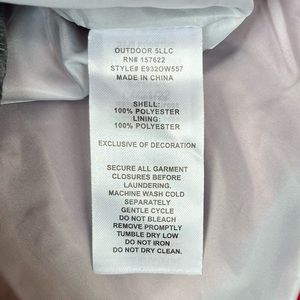 OUTDOOR 5LLC
RN# 157622
STYLE# E932OW557
MADE IN CHINA
SHELL:
100% POLYESTER
LINING:
100% POLYESTER
EXCLUSIVE OF DECORATION
SECURE ALL GARMENT
CLOSURES BEFORE
LAUNDERING.
MACHINE WASH COLD
SEPARATELY
GENTLE CYCLE
DO NOT BLEACH
REMOVE PROMPTLY
TUMBLE DRY LOW
DO NOT IRON
DO NOT DRY CLEAN.